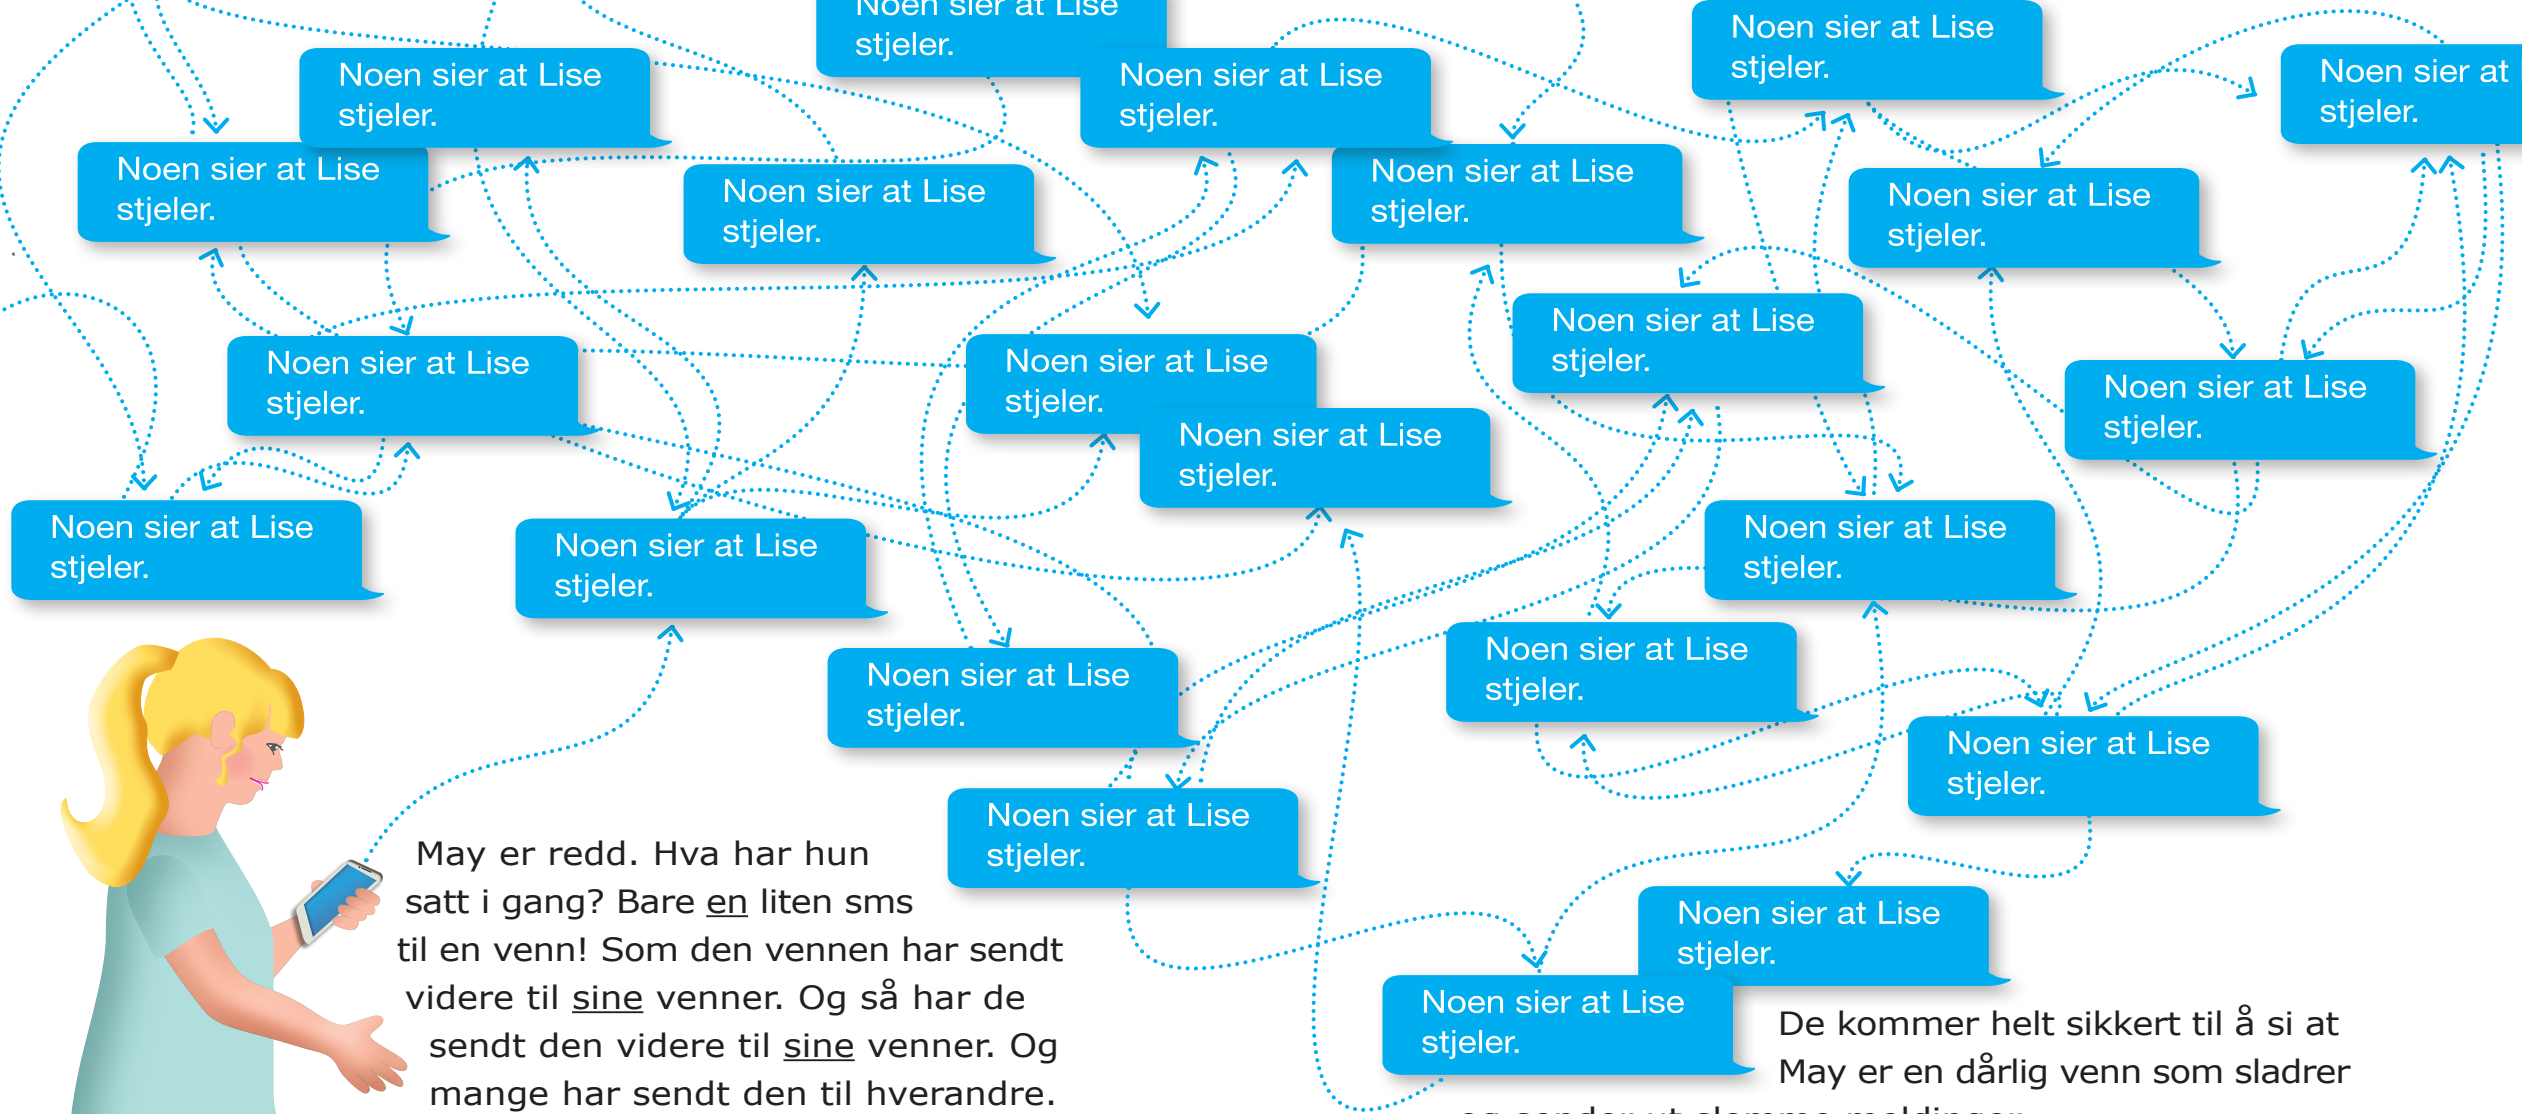 Noen sier at Lise
stjeler.
Noen sier at Lise
stjeler.
Noen sier at
stjeler.
Noen sier at Lise
stjeler.
Noen sier at Lise
stjeler.
Noen sier at Lise
stjeler.
Noen sier at Lise
stjeler.
Noen sier at Lise
stjeler.
Noen sier at Lise
stjeler.
Noen sier at Lise
stjeler.
Noen sier at Lise
stjeler.
Noen sier at Lise
stjeler.
Noen sier at Lise
stjeler.
Noen sier at Lise
stjeler.
Noen sier at Lise
stjeler.
Noen sier at Lise
stjeler.
Noen sier at Lise
stjeler.
Noen sier at Lise
stjeler.
Noen sier at Lise
stjeler.
Noen sier at Lise
stjeler.
Noen sier at Lise
stjeler.
Noen sier at Lise
stjeler.
Noen sier at Lise
stjeler.
May er redd. Hva har hun
satt i gang? Bare en liten sms
til en venn! Som den vennen har sendt
videre til sine venner. Og så har de
sendt den videre til sine venner. Og
mange har sendt den til hverandre.
De kommer helt sikkert til å si at
May er en dårlig venn som sladrer
og sender ut slemme meldinger